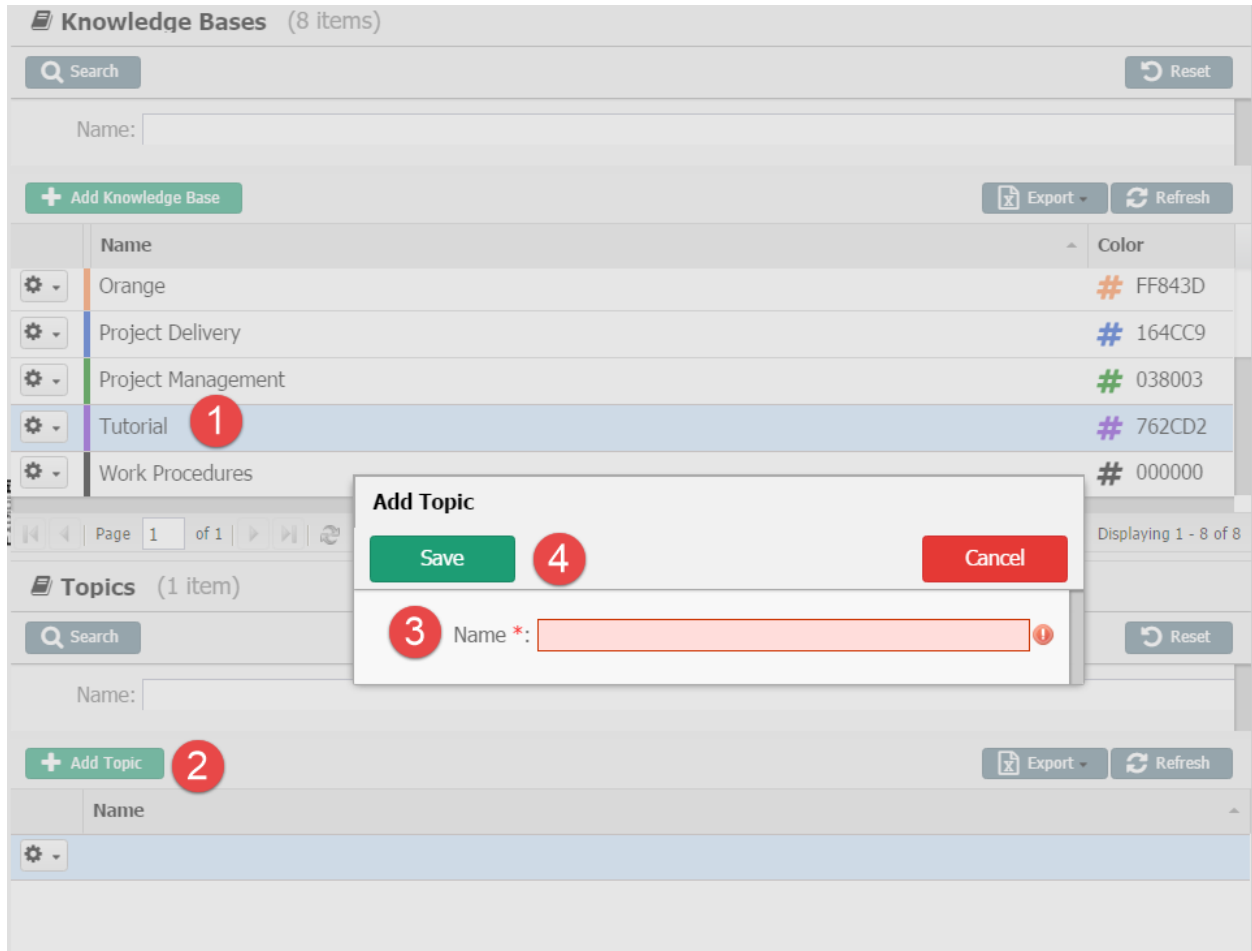 Knowledge Bases (8 items)
Search Reset
Name:
Add Knowledge Base Export Refresh
Name Color
Orange # FF843D
Project Delivery # 164CC9
Project Management # 038003
Tutorial 1 # 762CD2
Work Procedures # 000000
Add Topic
Page 1 of 1 Displaying 1 - 8 of 8
Save 4 Cancel
Topics (1 item)
3 Name *:
Search Reset
Name:
Add Topic 2 Export Refresh
Name